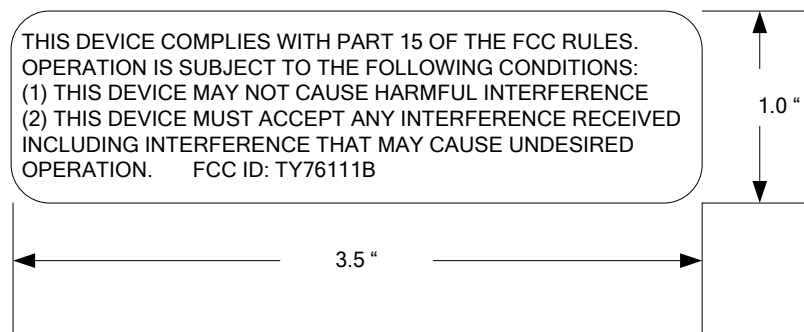 THIS DEVICE COMPLIES WITH PART 15 OF THE FCC RULES.
OPERATION IS SUBJECT TO THE FOLLOWING CONDITIONS:
(1) THIS DEVICE MAY NOT CAUSE HARMFUL INTERFERENCE
(2) THIS DEVICE MUST ACCEPT ANY INTERFERENCE RECEIVED
INCLUDING INTERFERENCE THAT MAY CAUSE UNDESIRED
OPERATION. FCC ID: TY76111B
1.0 “
3.5 “